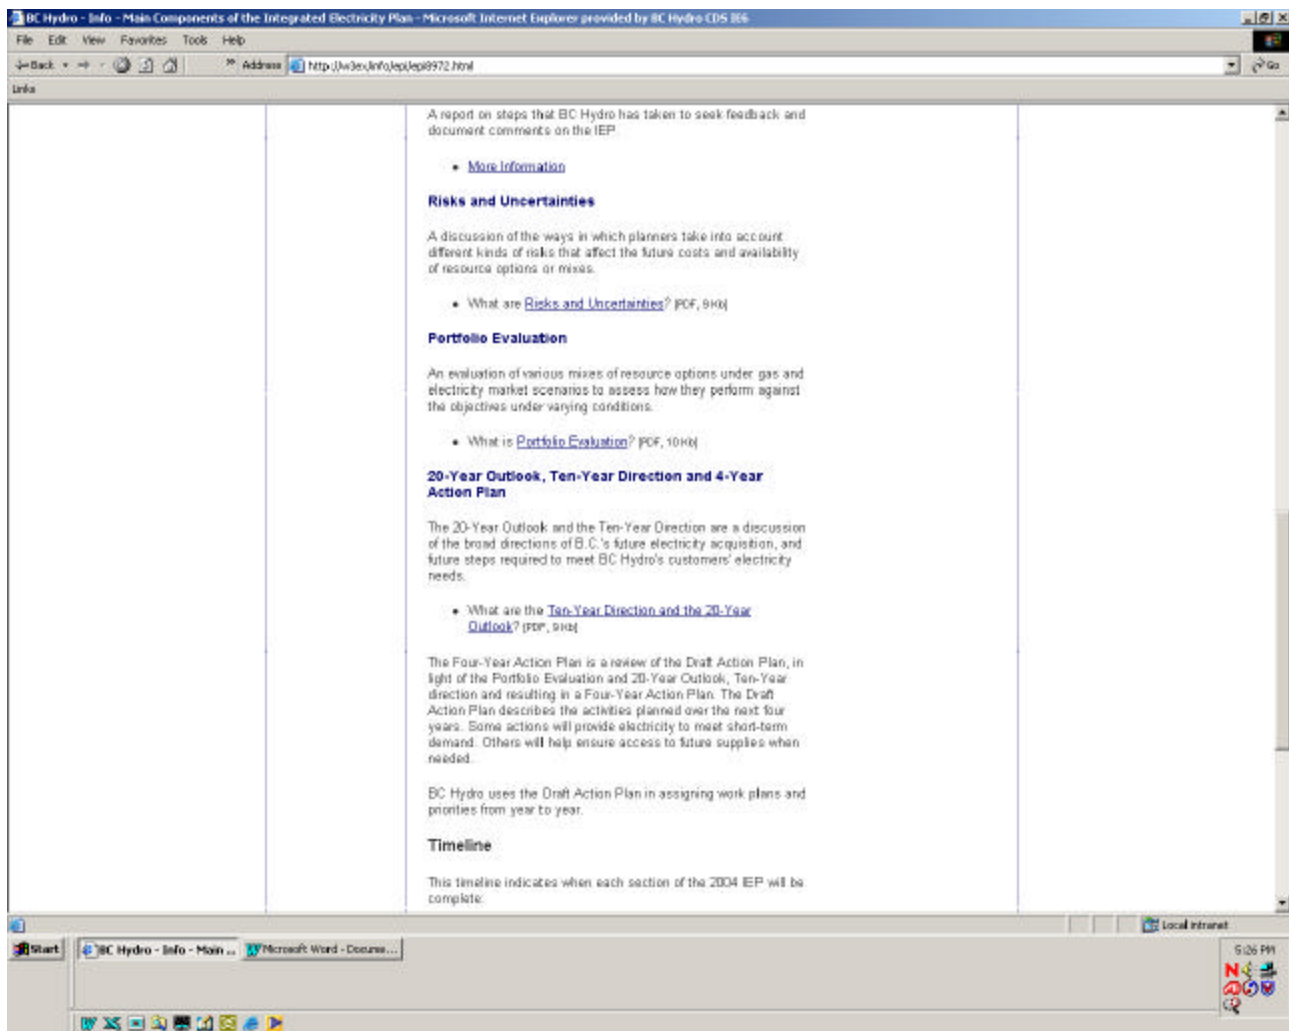 BC Hydro - Info - Main Components of the Integrated Electricity Plan - Microsoft Internet Explorer provided by BC Hydro CDS IE6
File Edit View Favorites Tools Help
Back
Address http://w3ex/info/iep/iepi8972.html
Go
Links
A report on steps that BC Hydro has taken to seek feedback and
document comments on the IEP
• More Information
Risks and Uncertainties
A discussion of the ways in which planners take into account
different kinds of risks that affect the future costs and availability
of resource options or mixes.
• What are Risks and Uncertainties? [PDF, 9 Kb]
Portfolio Evaluation
An evaluation of various mixes of resource options under gas and
electricity market scenarios to assess how they perform against
the objectives under varying conditions.
• What is Portfolio Evaluation? [PDF, 10 Kb]
20-Year Outlook, Ten-Year Direction and 4-Year
Action Plan
The 20-Year Outlook and the Ten-Year Direction are a discussion
of the broad directions of B.C.'s future electricity acquisition, and
future steps required to meet BC Hydro's customers' electricity
needs.
• What are the Ten-Year Direction and the 20-Year
Outlook? [PDF, 9 Kb]
The Four-Year Action Plan is a review of the Draft Action Plan, in
light of the Portfolio Evaluation and 20-Year Outlook, Ten-Year
direction and resulting in a Four-Year Action Plan. The Draft
Action Plan describes the activities planned over the next four
years. Some actions will provide electricity to meet short-term
demand. Others will help ensure access to future supplies when
needed.
BC Hydro uses the Draft Action Plan in assigning work plans and
priorities from year to year.
Timeline
This timeline indicates when each section of the 2004 IEP will be
complete:
Local intranet
Start BC Hydro - Info - Main ... Microsoft Word - Docume...
5:26 PM